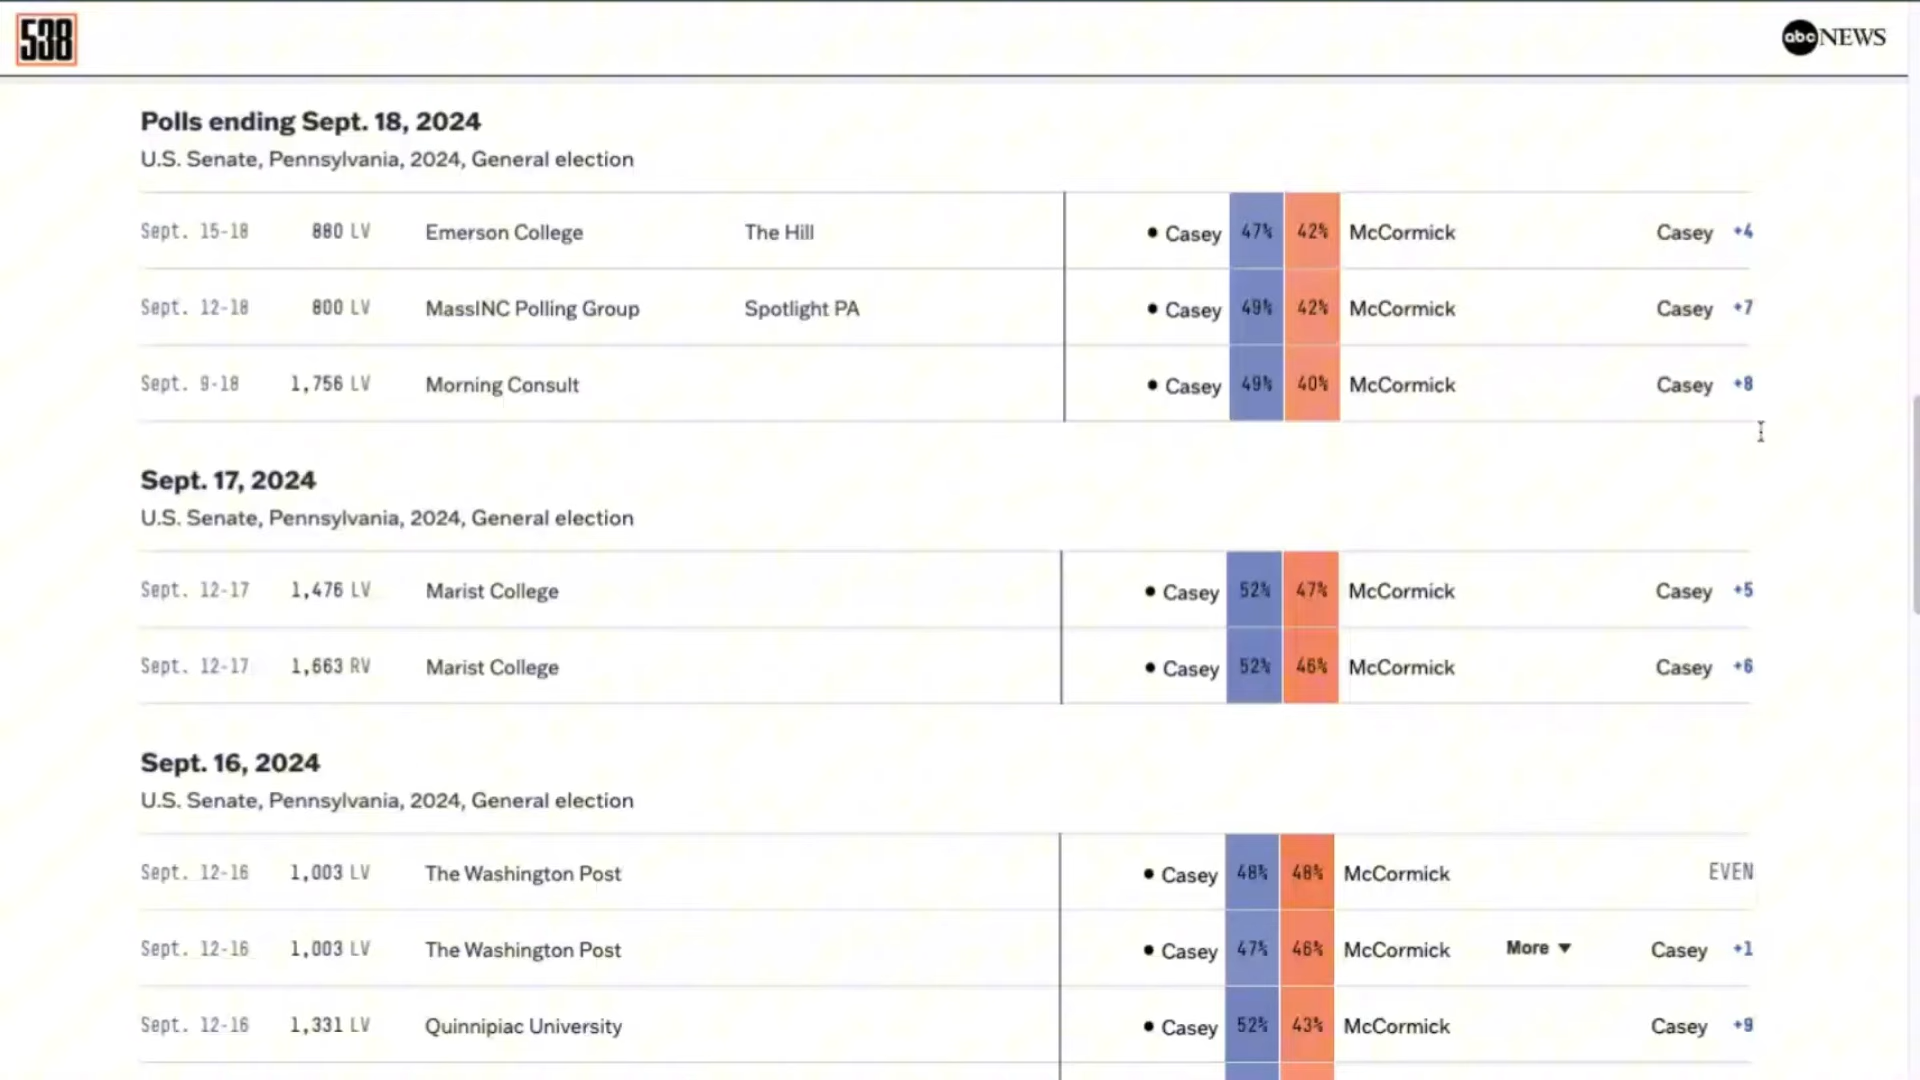 538
abc NEWS
Polls ending Sept. 18, 2024
U.S. Senate, Pennsylvania, 2024, General election
Sept. 15-18 880 LV Emerson College The Hill • Casey 47% 42% McCormick Casey +4
Sept. 12-18 800 LV MassINC Polling Group Spotlight PA • Casey 49% 42% McCormick Casey +7
Sept. 9-18 1,756 LV Morning Consult • Casey 49% 40% McCormick Casey +8
Sept. 17, 2024
U.S. Senate, Pennsylvania, 2024, General election
Sept. 12-17 1,476 LV Marist College • Casey 52% 47% McCormick Casey +5
Sept. 12-17 1,663 RV Marist College • Casey 52% 46% McCormick Casey +6
Sept. 16, 2024
U.S. Senate, Pennsylvania, 2024, General election
Sept. 12-16 1,003 LV The Washington Post • Casey 48% 48% McCormick EVEN
Sept. 12-16 1,003 LV The Washington Post • Casey 47% 46% McCormick More ▼ Casey +1
Sept. 12-16 1,331 LV Quinnipiac University • Casey 52% 43% McCormick Casey +9